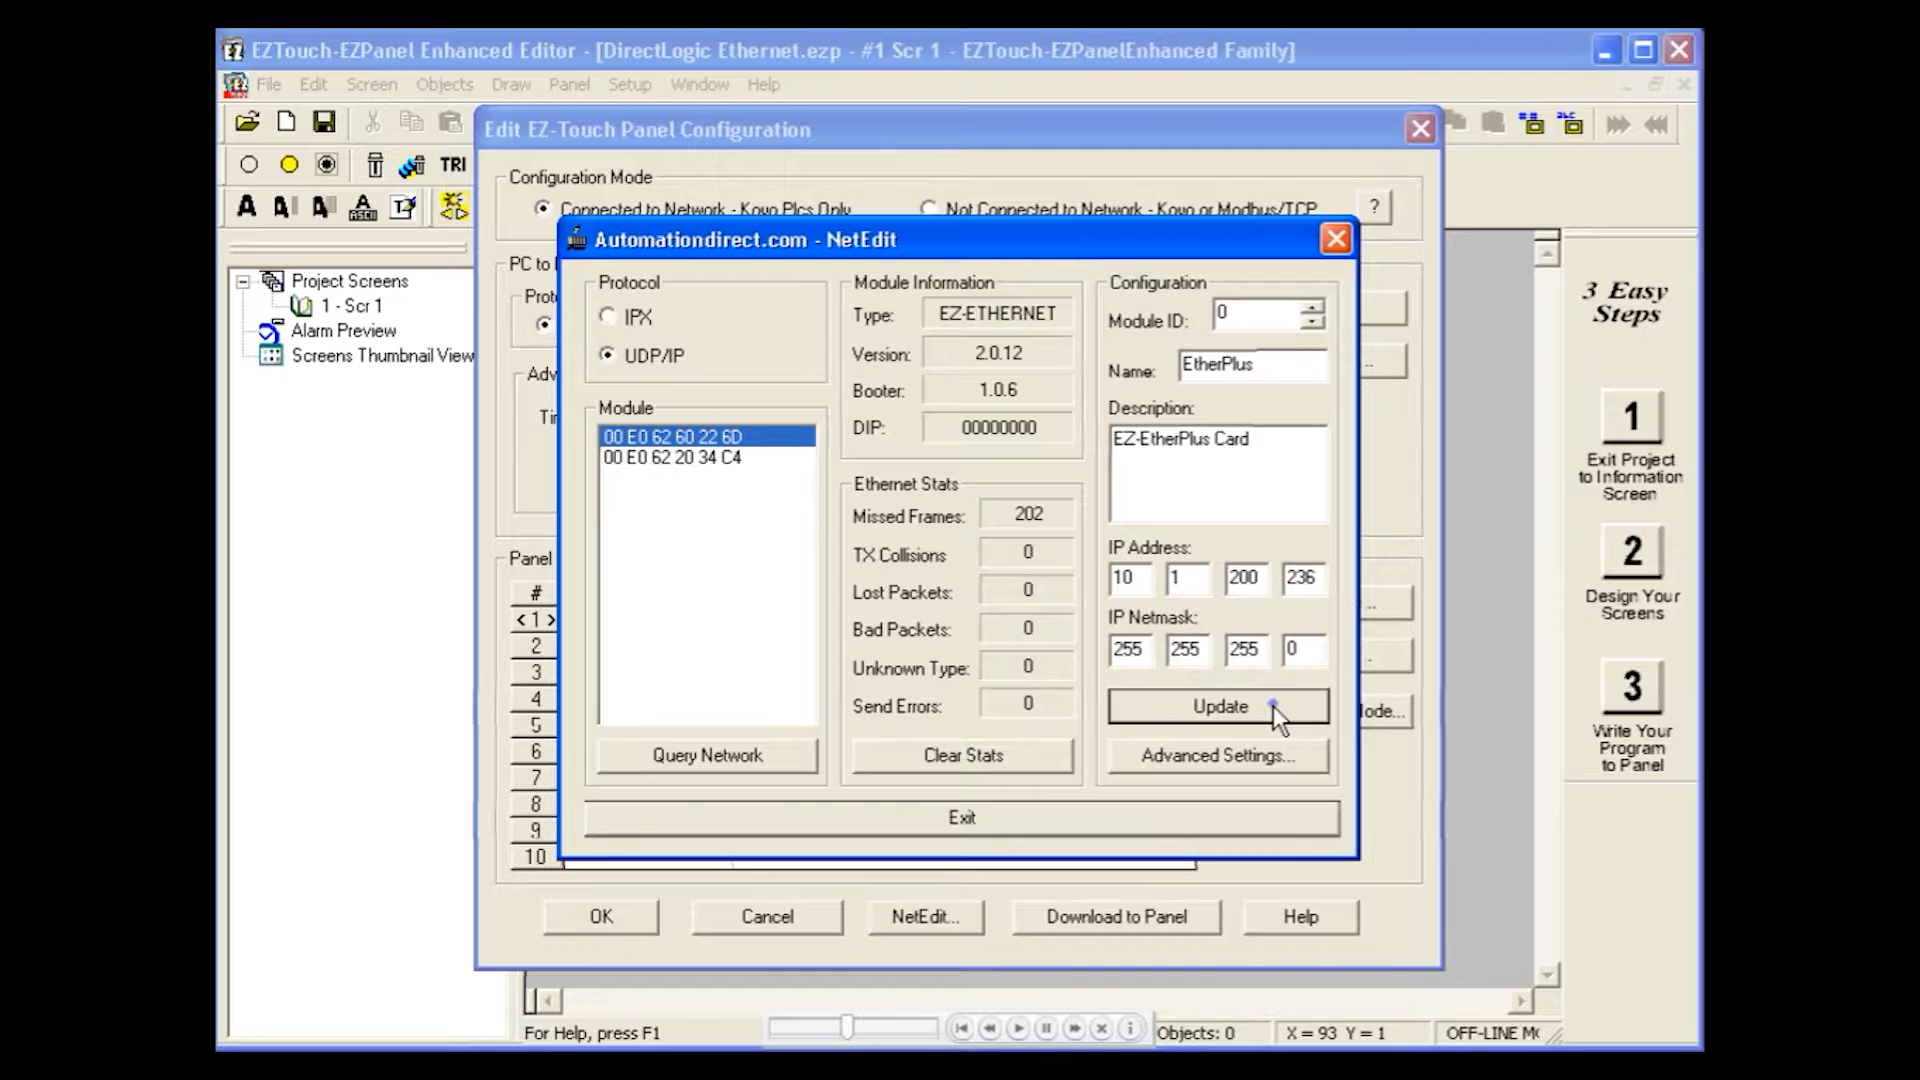 EZTouch-EZPanel Enhanced Editor - [DirectLogic Ethernet.ezp - #1 Scr 1 - EZTouch-EZPanelEnhanced Family]
File Edit Screen Objects Draw Panel Setup Window Help
TRI
A A A A ASCII
Project Screens
1 - Scr 1
Alarm Preview
Screens Thumbnail View
Edit EZ-Touch Panel Configuration
Configuration Mode
Connected to Network - Koyo Plcs Only
Not Connected to Network - Koyo or Modbus/TCP
?
PC to
Proto
Adv
Panel
#
<1>
2
3
4
5
6
7
8
9
10
Automationdirect.com - NetEdit
Protocol
IPX
UDP/IP
Module
00 E0 62 60 22 6D
00 E0 62 20 34 C4
Query Network
Module Information
Type: EZ-ETHERNET
Version: 2.0.12
Booter: 1.0.6
DIP: 00000000
Ethernet Stats
Missed Frames: 202
TX Collisions 0
Lost Packets: 0
Bad Packets: 0
Unknown Type: 0
Send Errors: 0
Clear Stats
Configuration
Module ID: 0
Name: EtherPlus
Description:
EZ-EtherPlus Card
IP Address:
10 1 200 236
IP Netmask:
255 255 255 0
Update
Advanced Settings...
Exit
OK Cancel NetEdit... Download to Panel Help
3 Easy
Steps
1
Exit Project
to Information
Screen
2
Design Your
Screens
3
Write Your
Program
to Panel
For Help, press F1
Objects: 0
X = 93 Y = 1
OFF-LINE